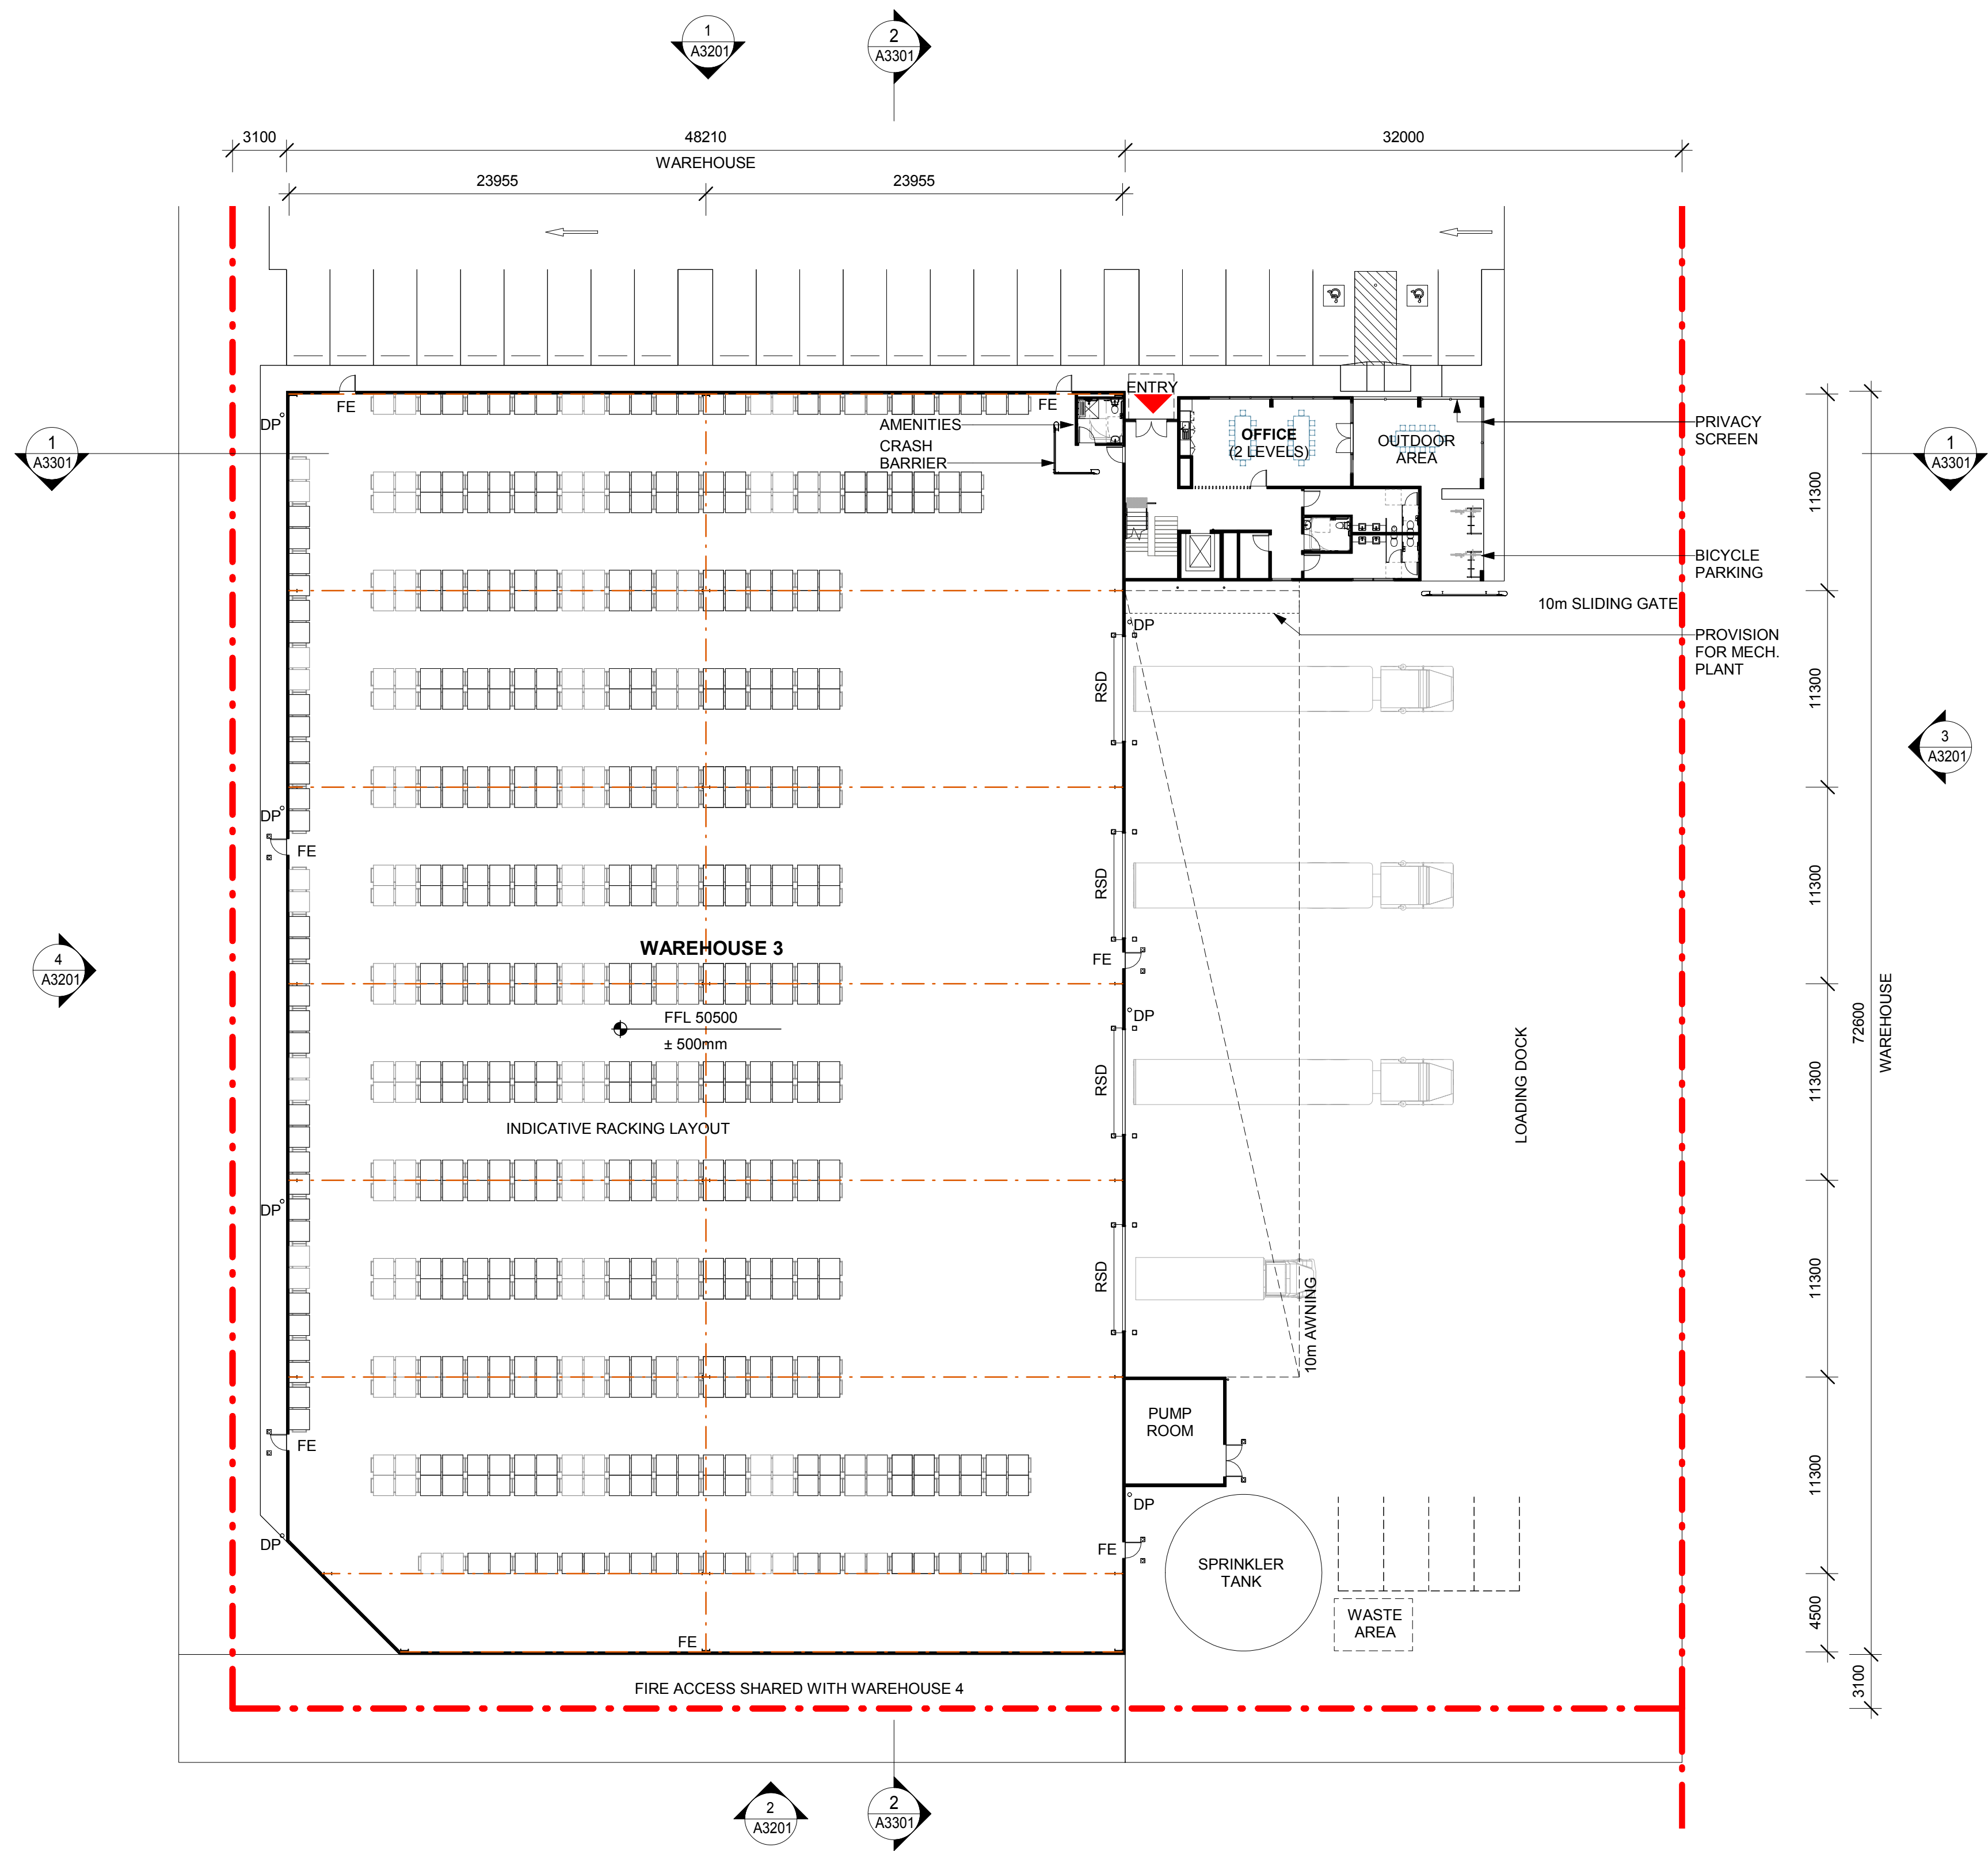 1
A3201
2
A3301
3100
48210
32000
WAREHOUSE
23955
23955
ENTRY
FE
FE
DP
AMENITIES
CRASH
BARRIER
OFFICE
(2 LEVELS)
OUTDOOR
AREA
PRIVACY
SCREEN
1
A3301
1
A3301
11300
BICYCLE
PARKING
10m SLIDING GATE
DP
PROVISION
FOR MECH.
PLANT
RSD
11300
3
A3201
DP
FE
RSD
11300
WAREHOUSE 3
FE
4
A3201
FFL 50500
± 500mm
DP
72600
WAREHOUSE
LOADING DOCK
RSD
11300
INDICATIVE RACKING LAYOUT
DP
RSD
11300
10m AWNING
PUMP
ROOM
FE
11300
DP
DP
FE
SPRINKLER
TANK
WASTE
AREA
4500
FE
FIRE ACCESS SHARED WITH WAREHOUSE 4
3100
2
A3201
2
A3301